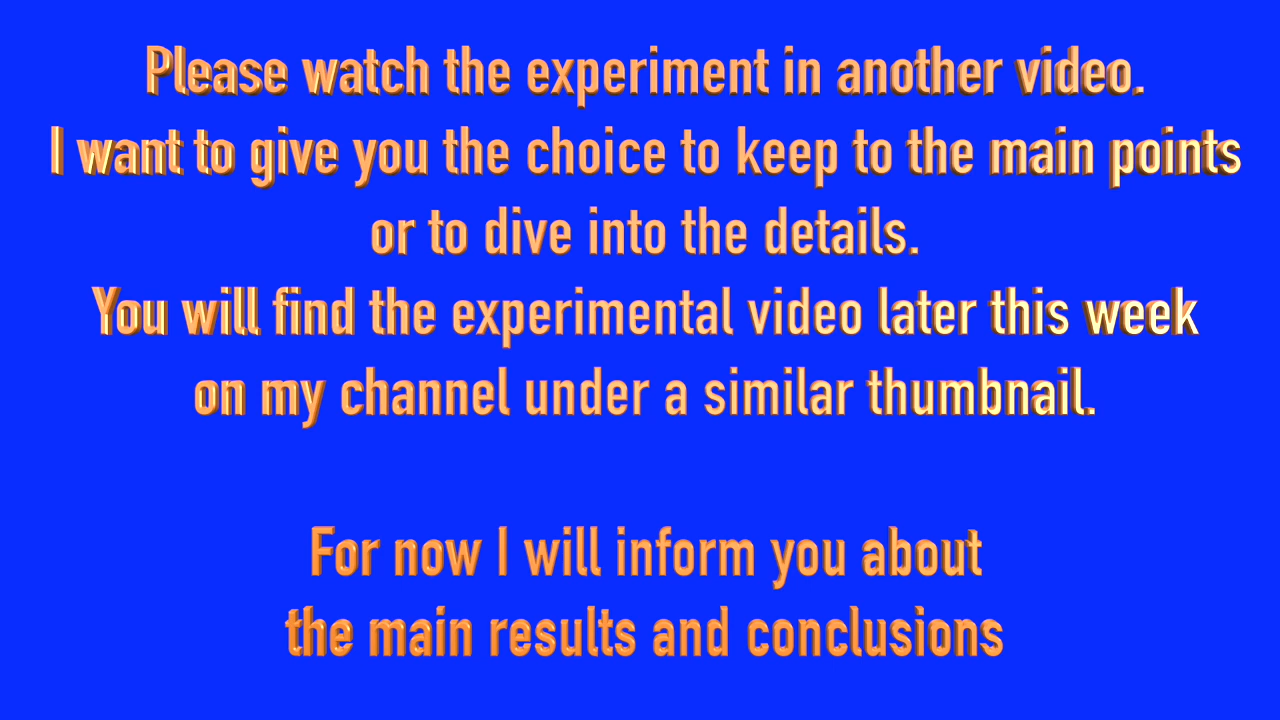 Please watch the experiment in another video.
I want to give you the choice to keep to the main points
or to dive into the details.
You will find the experimental video later this week
on my channel under a similar thumbnail.
For now I will inform you about
the main results and conclusions